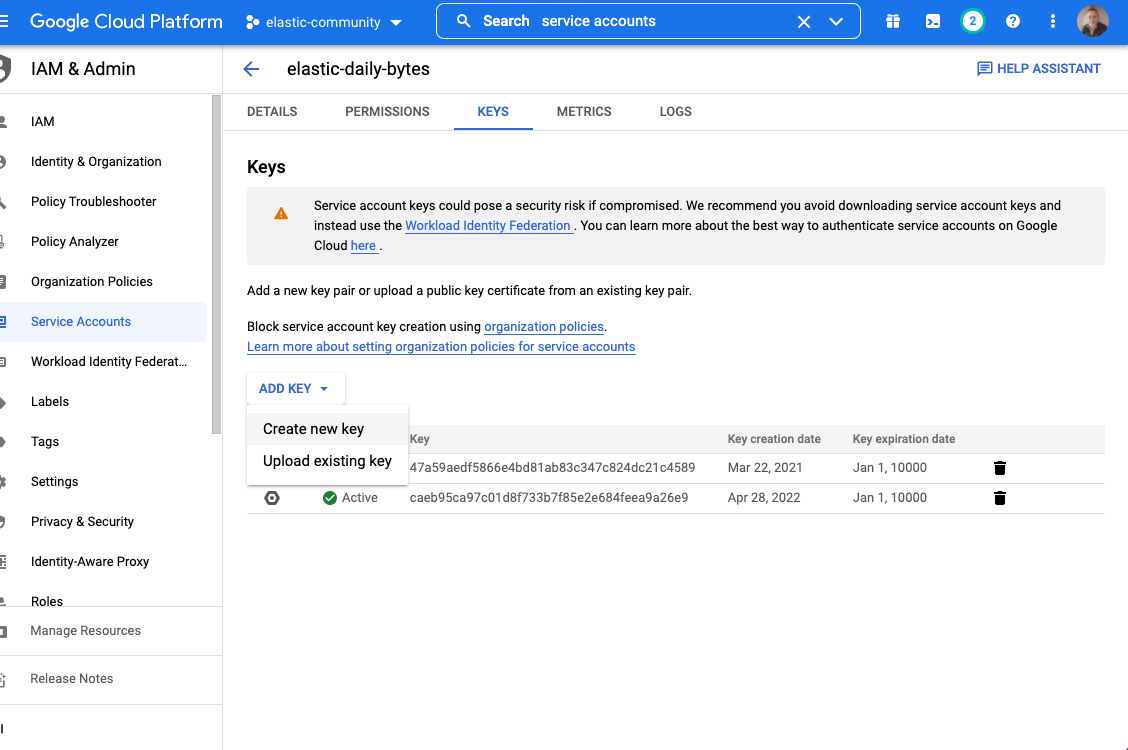 Google Cloud Platform
elastic-community
Search service accounts
2
IAM & Admin
elastic-daily-bytes
HELP ASSISTANT
IAM
Identity & Organization
Policy Troubleshooter
Policy Analyzer
Organization Policies
Service Accounts
Workload Identity Federat...
Labels
Tags
Settings
Privacy & Security
Identity-Aware Proxy
Roles
Manage Resources
Release Notes
DETAILS
PERMISSIONS
KEYS
METRICS
LOGS
Keys
Service account keys could pose a security risk if compromised. We recommend you avoid downloading service account keys and
instead use the Workload Identity Federation . You can learn more about the best way to authenticate service accounts on Google
Cloud here .
Add a new key pair or upload a public key certificate from an existing key pair.
Block service account key creation using organization policies.
Learn more about setting organization policies for service accounts
ADD KEY
Create new key
Upload existing key
Key Key creation date Key expiration date
47a59aedf5866e4bd81ab83c347c824dc21c4589 Mar 22, 2021 Jan 1, 10000
Active caeb95ca97c01d8f733b7f85e2e684feea9a26e9 Apr 28, 2022 Jan 1, 10000